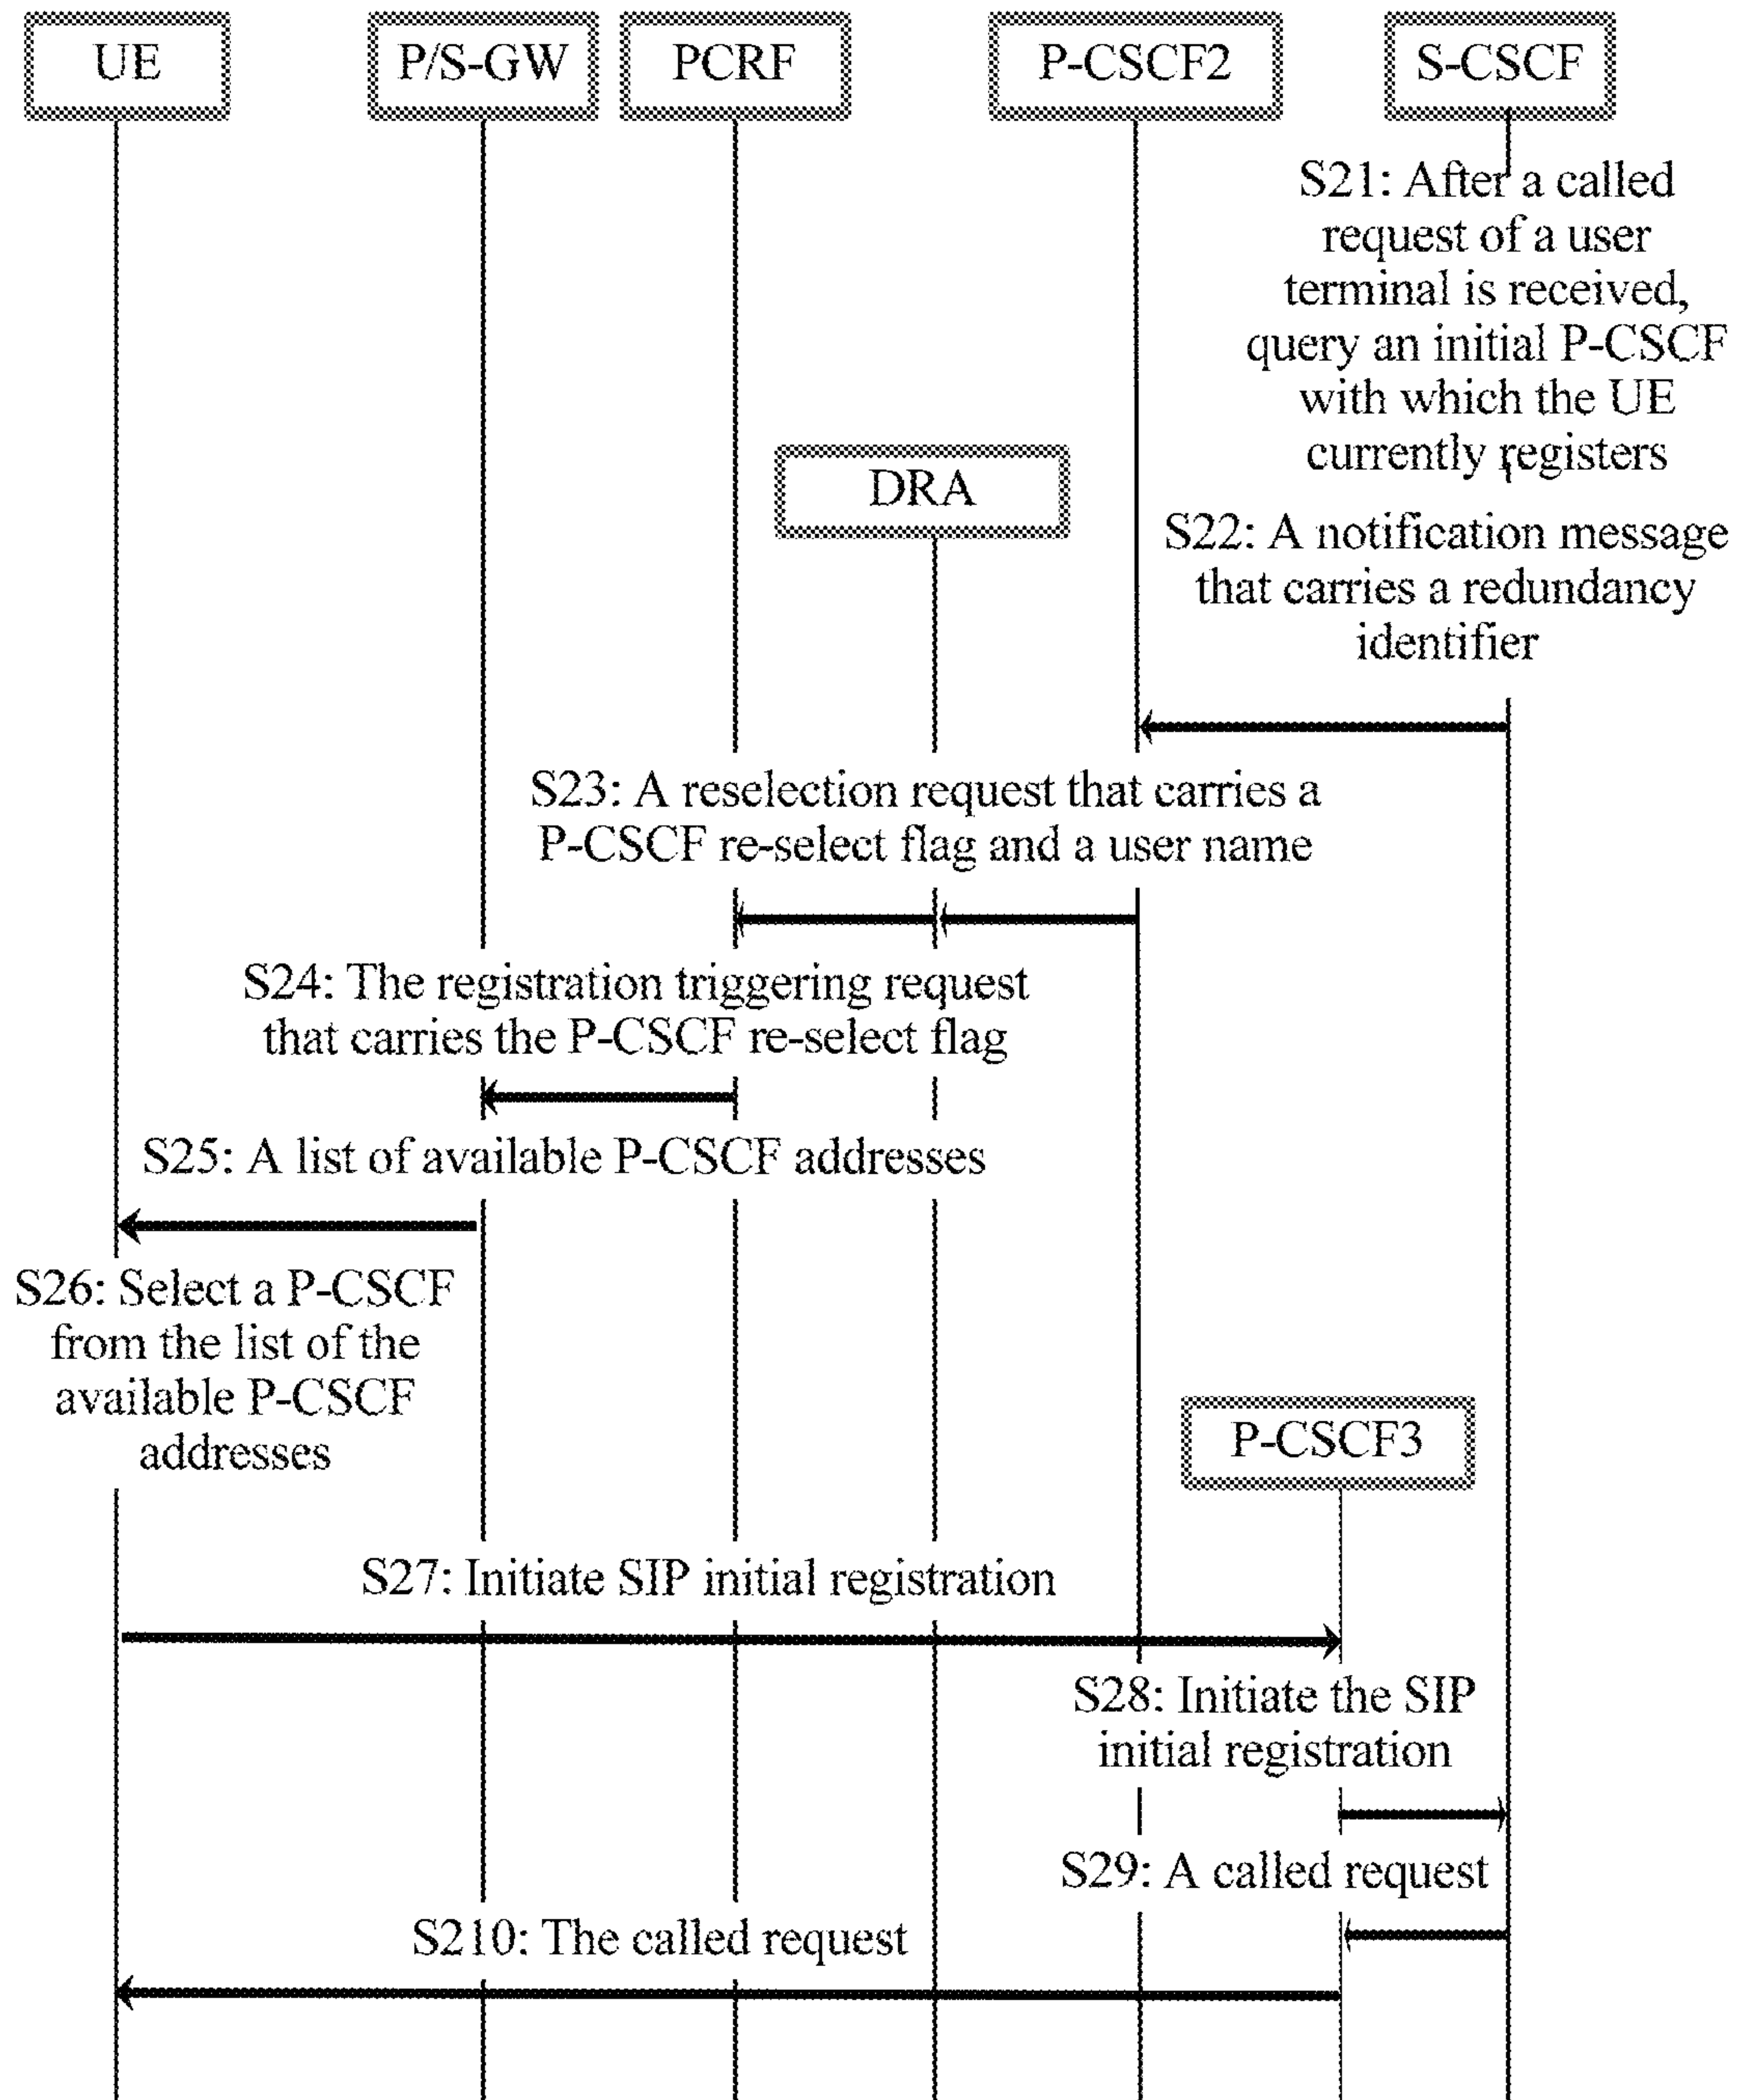 UE
P/S-GW
PCRF
P-CSCF2
S-CSCF
S21: After a called
request of a user
terminal is received,
query an initial P-CSCF
with which the UE
currently registers
DRA
S22: A notification message
that carries a redundancy
identifier
S23: A reselection request that carries a
P-CSCF re-select flag and a user name
S24: The registration triggering request
that carries the P-CSCF re-select flag
S25: A list of available P-CSCF addresses
S26: Select a P-CSCF
from the list of the
available P-CSCF
addresses
P-CSCF3
S27: Initiate SIP initial registration
S28: Initiate the SIP
initial registration
S29: A called request
S210: The called request